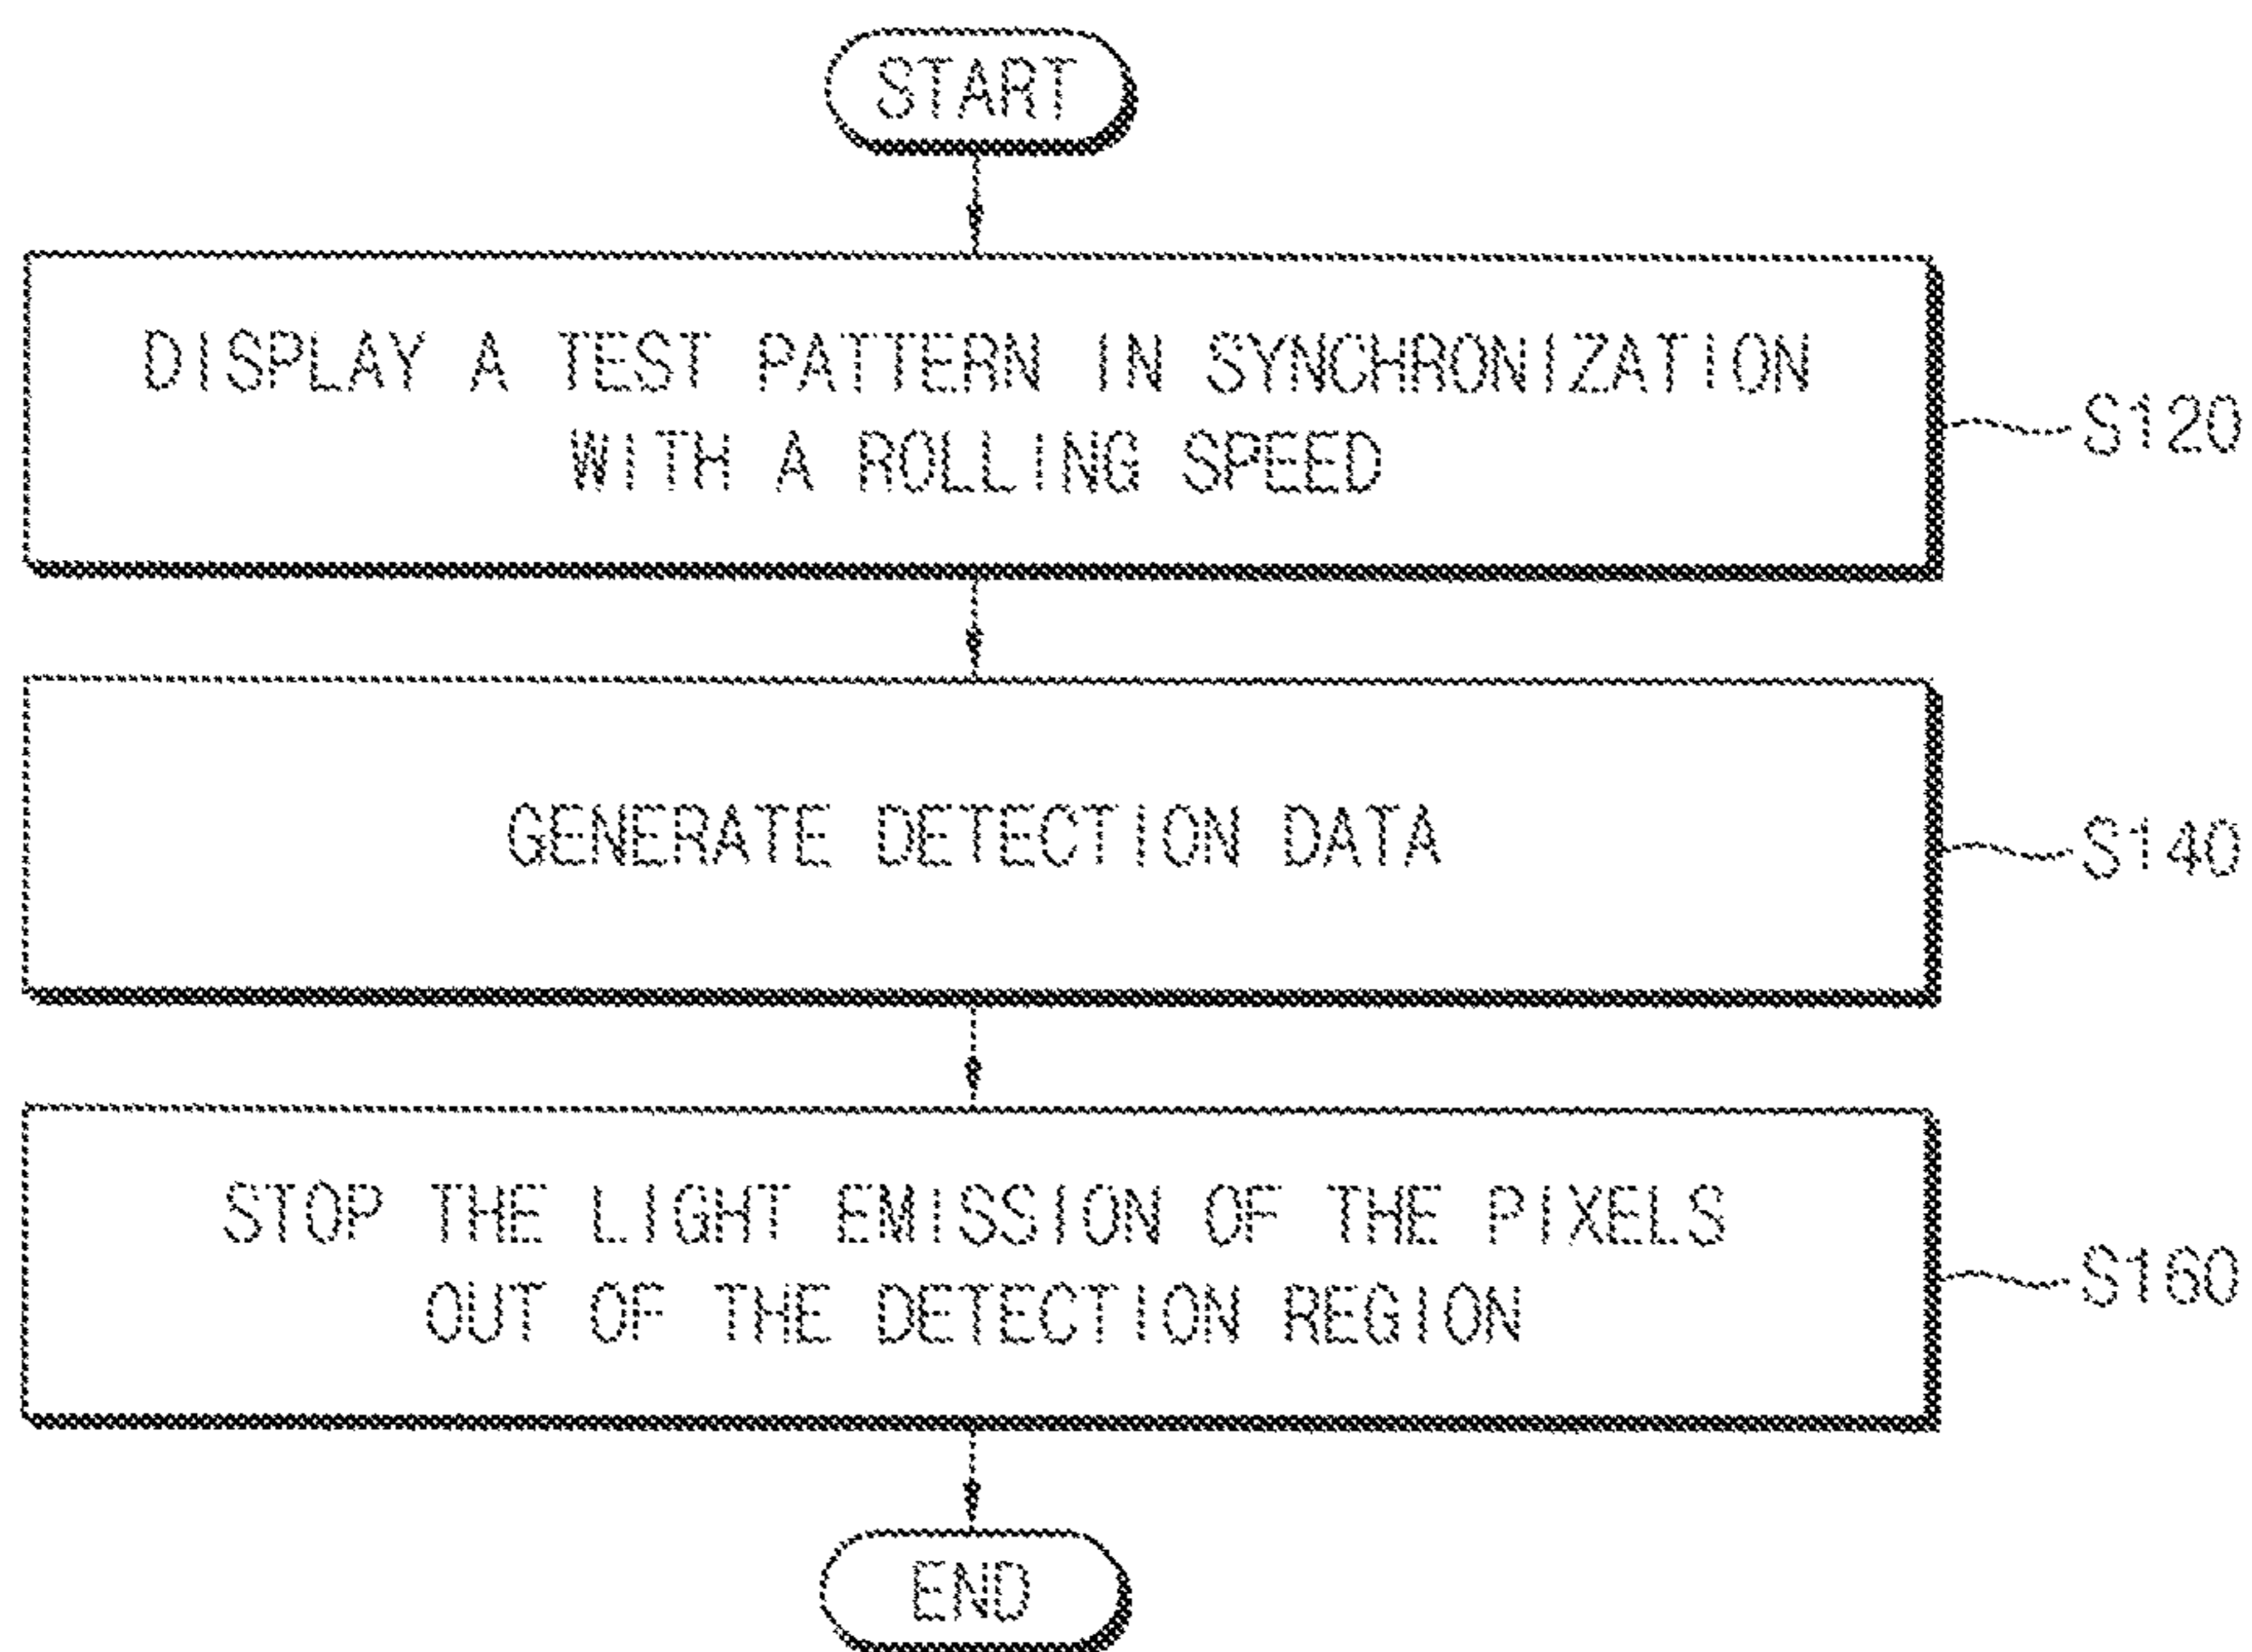 START
DISPLAY A TEST PATTERN IN SYNCHRONIZATION
WITH A ROLLING SPEED
S120
GENERATE DETECTION DATA
S140
STOP THE LIGHT EMISSION OF THE PIXELS
OUT OF THE DETECTION REGION
S160
END